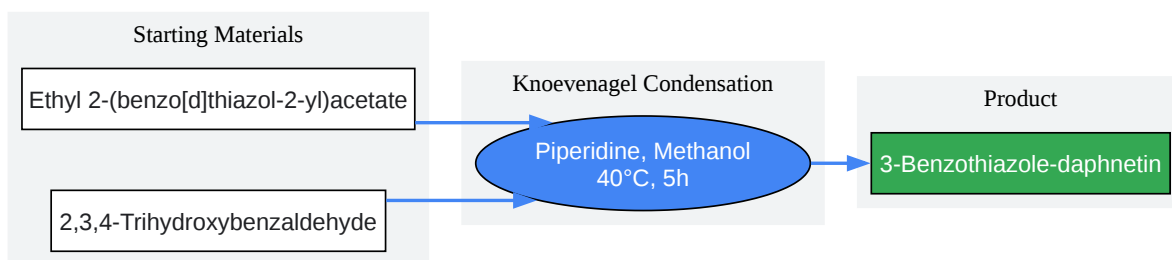 Starting Materials
Ethyl 2-(benzo[d]thiazol-2-yl)acetate
2,3,4-Trihydroxybenzaldehyde
Knoevenagel Condensation
Piperidine, Methanol
40°C, 5h
Product
3-Benzothiazole-daphnetin